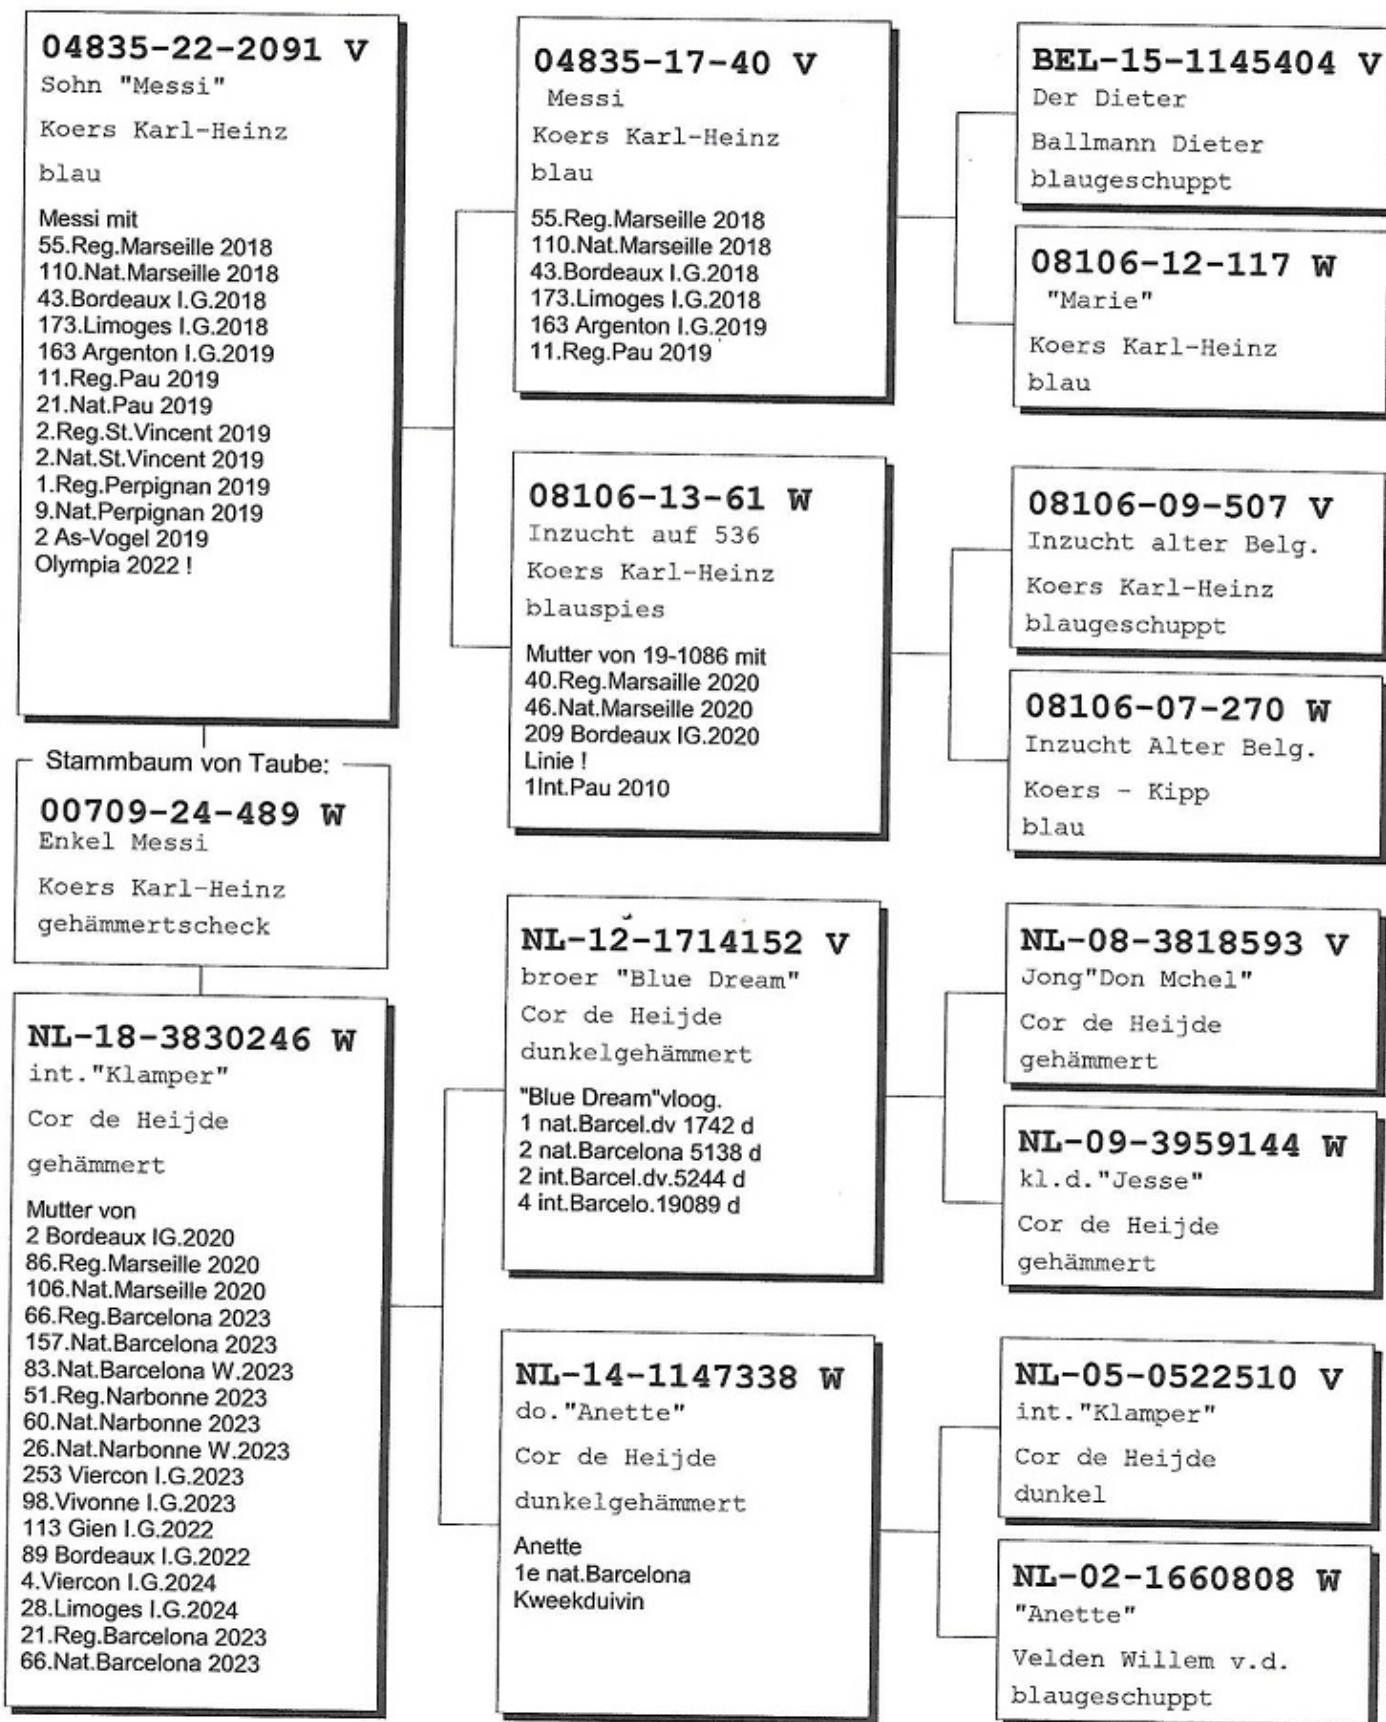 04835-22-2091 V
Sohn "Messi"
Koers Karl-Heinz
blau
Messi mit
55.Reg.Marseille 2018
110.Nat.Marseille 2018
43.Bordeaux I.G.2018
173.Limoges I.G.2018
163 Argenton I.G.2019
11.Reg.Pau 2019
21.Nat.Pau 2019
2.Reg.St.Vincent 2019
2.Nat.St.Vincent 2019
1.Reg.Perpignan 2019
9.Nat.Perpignan 2019
2 As-Vogel 2019
Olympia 2022 !
Stammbaum von Taube:
00709-24-489 W
Enkel Messi
Koers Karl-Heinz
gehämmertscheck
NL-18-3830246 W
int."Klamper"
Cor de Heijde
gehämmert
Mutter von
2 Bordeaux IG.2020
86.Reg.Marseille 2020
106.Nat.Marseille 2020
66.Reg.Barcelona 2023
157.Nat.Barcelona 2023
83.Nat.Barcelona W.2023
51.Reg.Narbonne 2023
60.Nat.Narbonne 2023
26.Nat.Narbonne W.2023
253 Viercon I.G.2023
98.Vivonne I.G.2023
113 Gien I.G.2022
89 Bordeaux I.G.2022
4.Viercon I.G.2024
28.Limoges I.G.2024
21.Reg.Barcelona 2023
66.Nat.Barcelona 2023
04835-17-40 V
Messi
Koers Karl-Heinz
blau
55.Reg.Marseille 2018
110.Nat.Marseille 2018
43.Bordeaux I.G.2018
173.Limoges I.G.2018
163 Argenton I.G.2019
11.Reg.Pau 2019
08106-13-61 W
Inzucht auf 536
Koers Karl-Heinz
blauspies
Mutter von 19-1086 mit
40.Reg.Marsaille 2020
46.Nat.Marseille 2020
209 Bordeaux IG.2020
Linie !
1Int.Pau 2010
NL-12-1714152 V
broer "Blue Dream"
Cor de Heijde
dunkelgehämmert
"Blue Dream"vloog.
1 nat.Barcel.dv 1742 d
2 nat.Barcelona 5138 d
2 int.Barcel.dv.5244 d
4 int.Barcelo.19089 d
NL-14-1147338 W
do."Anette"
Cor de Heijde
dunkelgehämmert
Anette
1e nat.Barcelona
Kweekduivin
BEL-15-1145404 V
Der Dieter
Ballmann Dieter
blaugeschuppt
08106-12-117 W
"Marie"
Koers Karl-Heinz
blau
08106-09-507 V
Inzucht alter Belg.
Koers Karl-Heinz
blaugeschuppt
08106-07-270 W
Inzucht Alter Belg.
Koers - Kipp
blau
NL-08-3818593 V
Jong"Don Mchel"
Cor de Heijde
gehämmert
NL-09-3959144 W
kl.d."Jesse"
Cor de Heijde
gehämmert
NL-05-0522510 V
int."Klamper"
Cor de Heijde
dunkel
NL-02-1660808 W
"Anette"
Velden Willem v.d.
blaugeschuppt